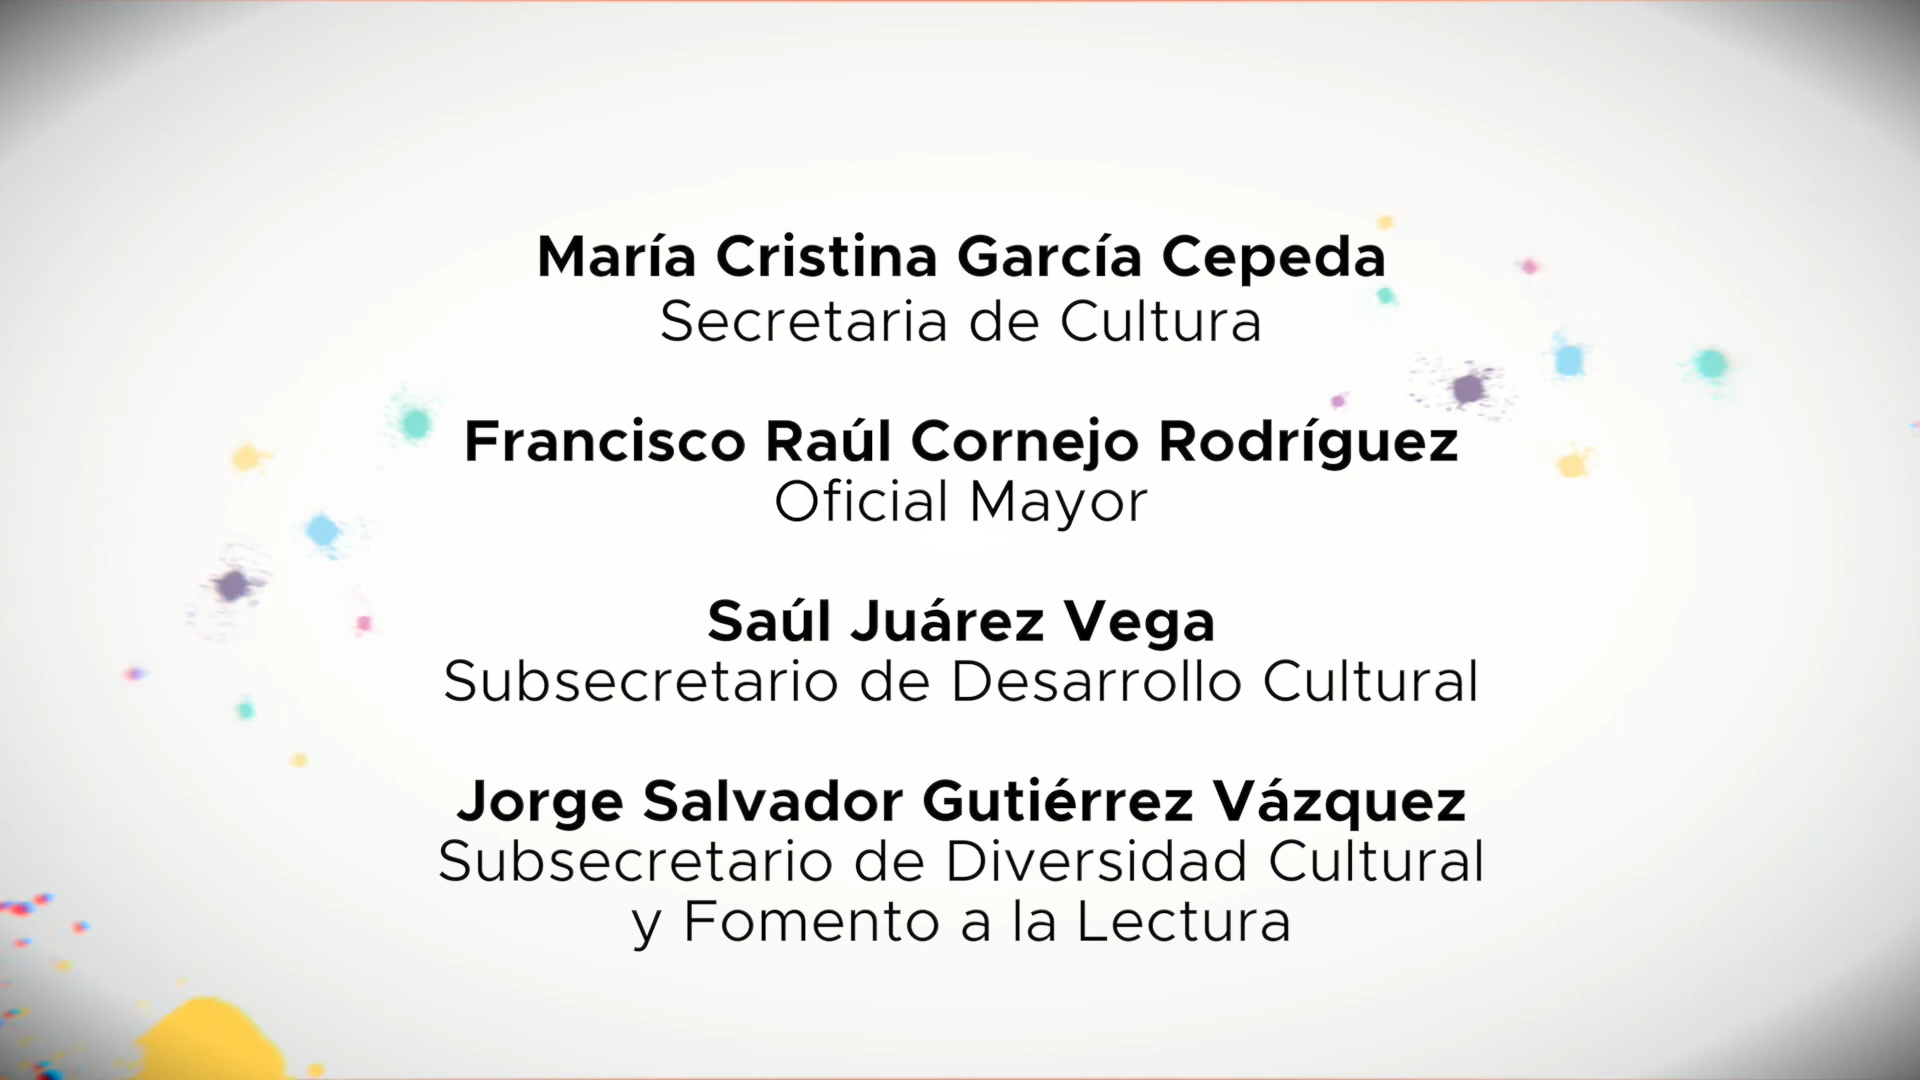 María Cristina García Cepeda
Secretaria de Cultura
Francisco Raúl Cornejo Rodríguez
Oficial Mayor
Saúl Juárez Vega
Subsecretario de Desarrollo Cultural
Jorge Salvador Gutiérrez Vázquez
Subsecretario de Diversidad Cultural
y Fomento a la Lectura